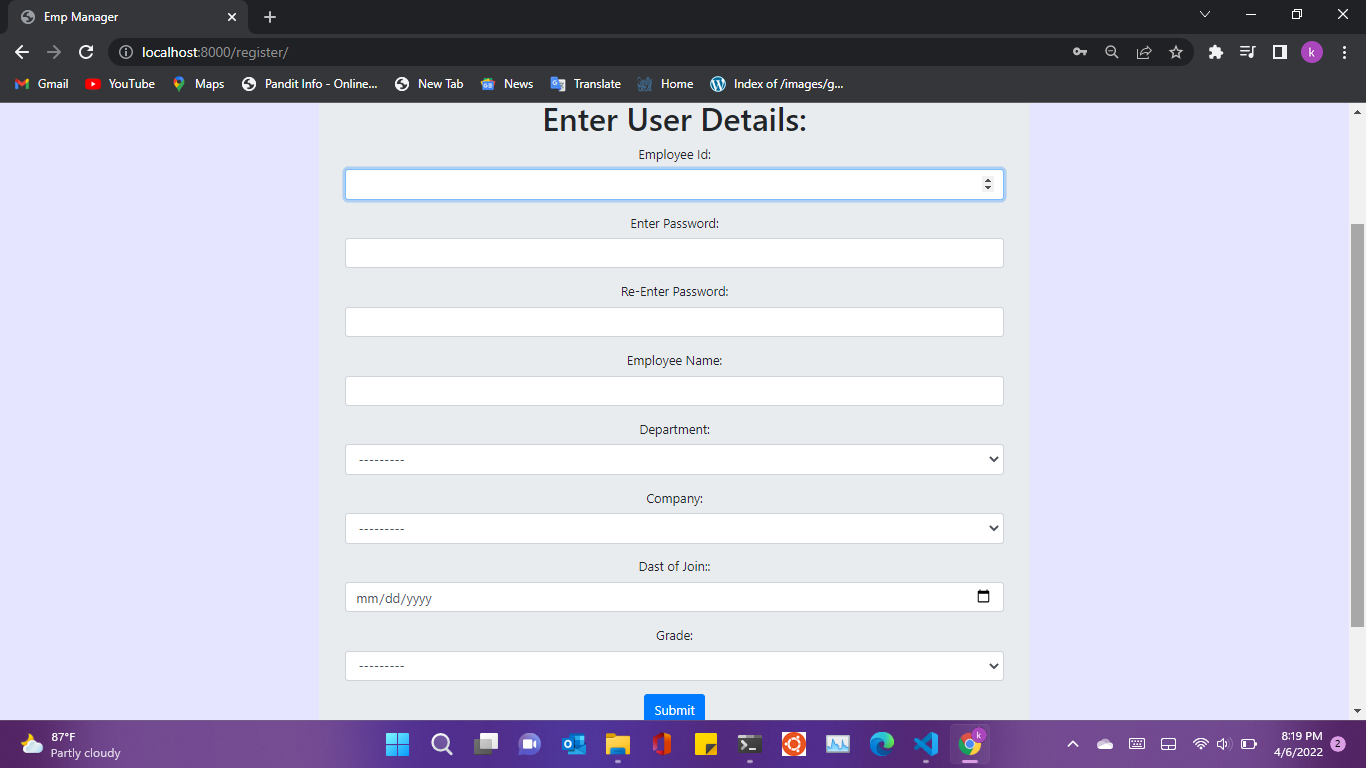 Emp Manager
localhost:8000/register/
k
Gmail YouTube Maps Pandit Info - Online... New Tab News Translate Home Index of /images/g...
Enter User Details:
Employee Id:
Enter Password:
Re-Enter Password:
Employee Name:
Department:
---------
Company:
---------
Dast of Join::
mm/dd/yyyy
Grade:
---------
Submit
87°F
Partly cloudy
k
8:19 PM
4/6/2022
2